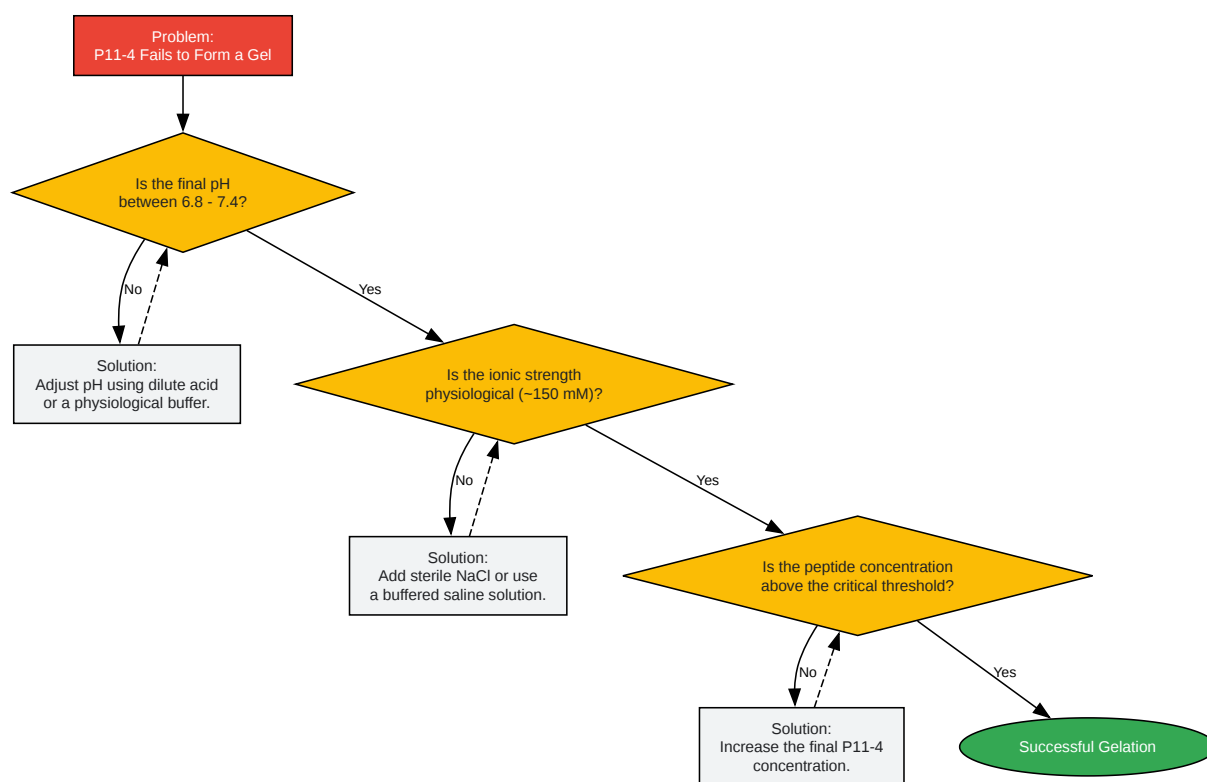 Problem:
P11-4 Fails to Form a Gel
Is the final pH
between 6.8 - 7.4?
No
Yes
Solution:
Adjust pH using dilute acid
or a physiological buffer.
Is the ionic strength
physiological (~150 mM)?
No
Yes
Solution:
Add sterile NaCl or use
a buffered saline solution.
Is the peptide concentration
above the critical threshold?
No
Yes
Solution:
Increase the final P11-4
concentration.
Successful Gelation